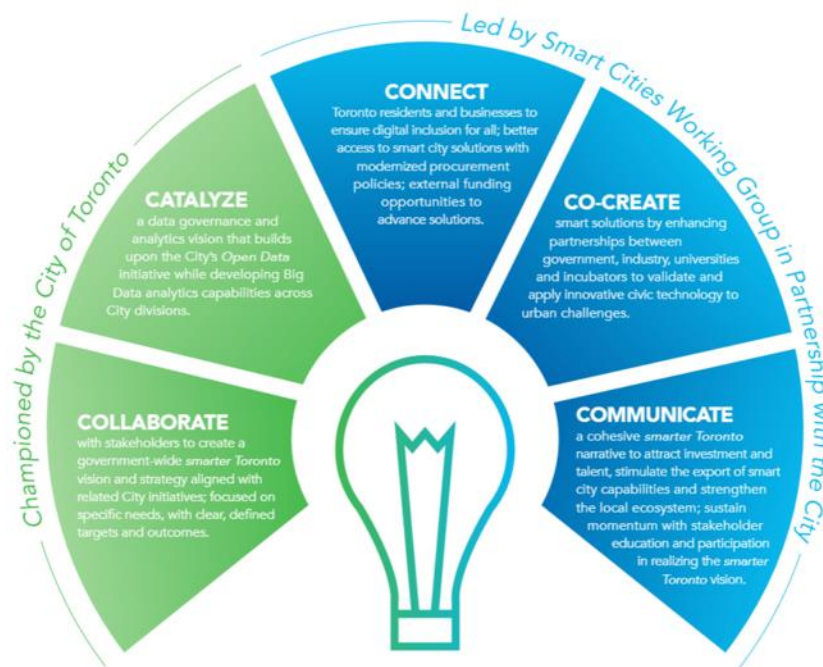 Championed by the City of Toronto
Led by Smart Cities Working Group in Partnership with the City
COLLABORATE
with stakeholders to create a
government-wide smarter Toronto
vision and strategy aligned with
related City initiatives; focused on
specific needs, with clear, defined
targets and outcomes.
CATALYZE
a data governance and
analytics vision that builds
upon the City's Open Data
initiative while developing Big
Data analytics capabilities across
City divisions.
CONNECT
Toronto residents and businesses to
ensure digital inclusion for all; better
access to smart city solutions with
modernized procurement
policies; external funding
opportunities to
advance solutions.
CO-CREATE
smart solutions by enhancing
partnerships between
government, industry, universities
and incubators to validate and
apply innovative civic technology to
urban challenges.
COMMUNICATE
a cohesive smarter Toronto
narrative to attract investment and
talent, stimulate the export of smart
city capabilities and strengthen
the local ecosystem; sustain
momentum with stakeholder
education and participation
in realizing the smarter
Toronto vision.